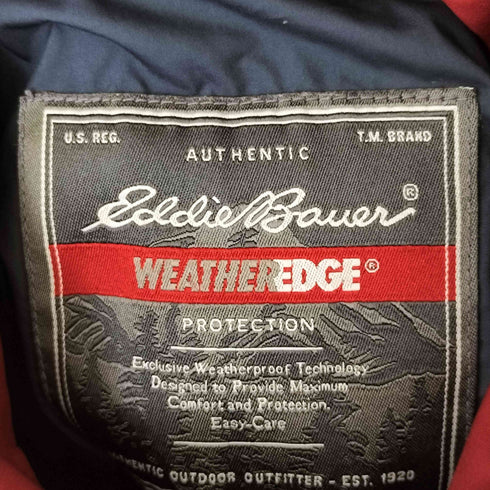 U.S. REG. T.M. BRAND
AUTHENTIC
Eddie Bauer®
WEATHEREDGE®
PROTECTION
Exclusive Weatherproof Technology
Designed to Provide Maximum
Comfort and Protection.
Easy-Care
AUTHENTIC OUTDOOR OUTFITTER - EST. 1920